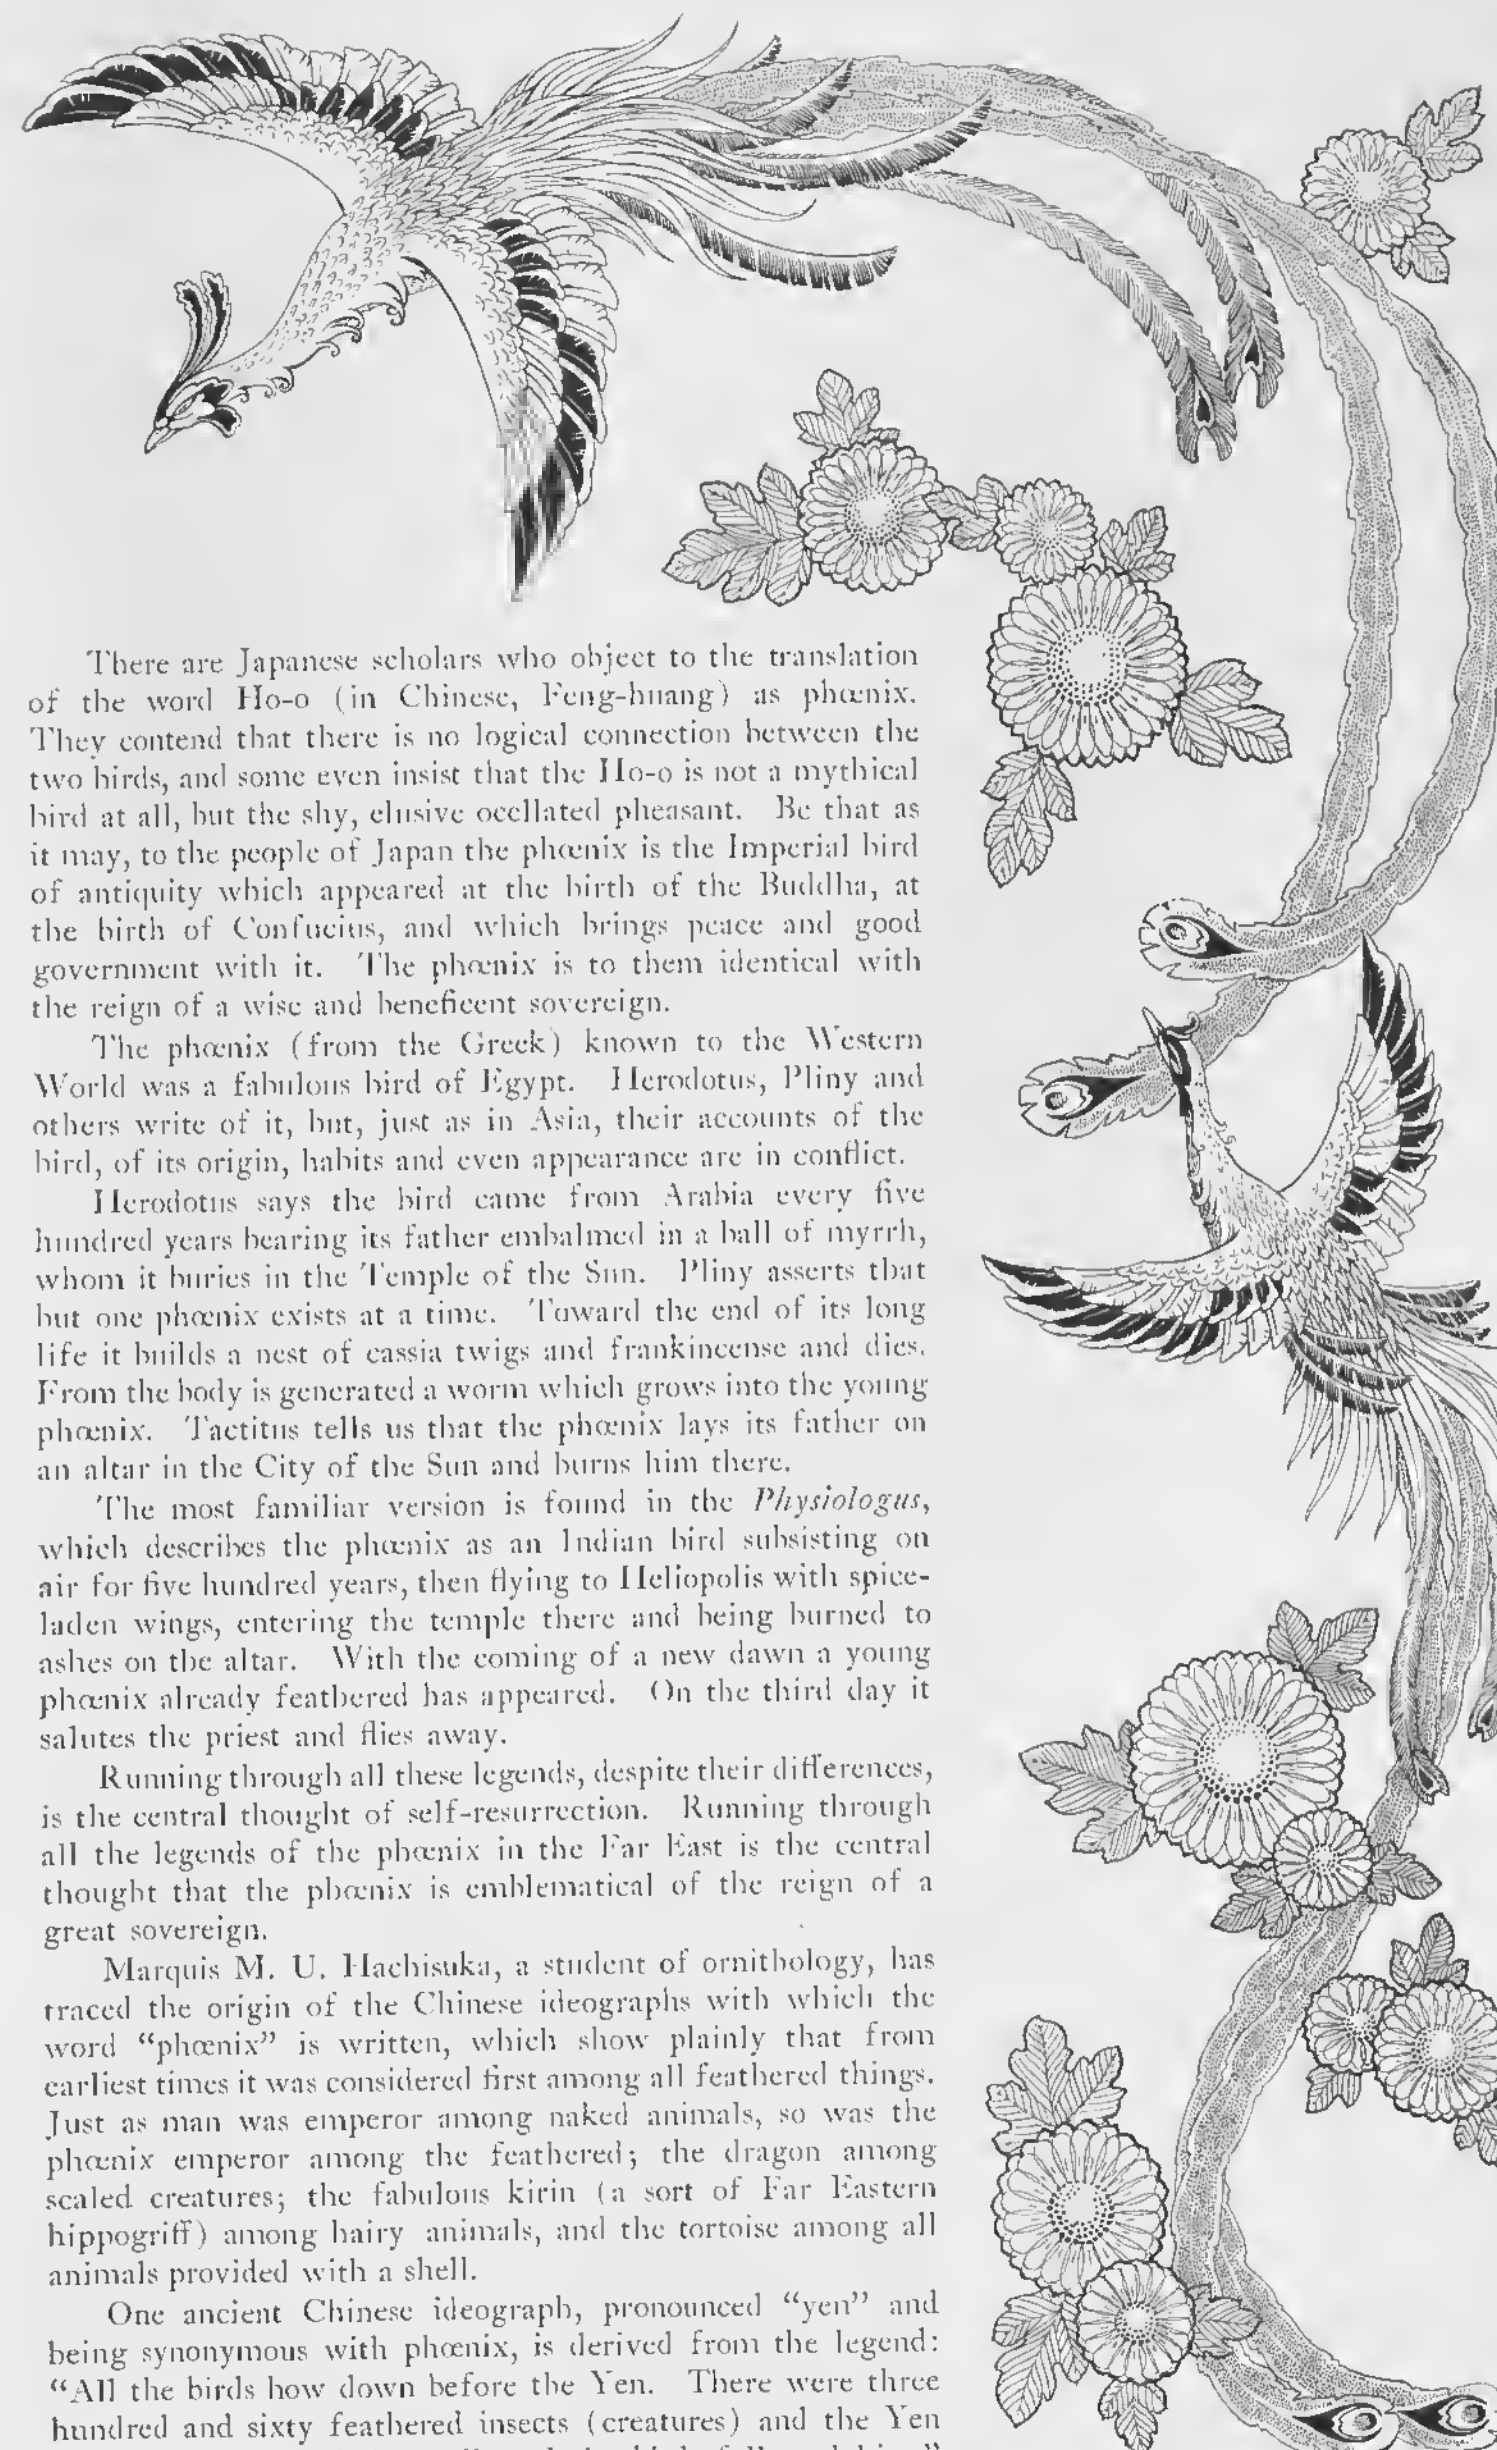 There are Japanese scholars who object to the translation
of the word Ho-o (in Chinese, Feng-huang) as phœnix.
They contend that there is no logical connection between the
two birds, and some even insist that the Ho-o is not a mythical
bird at all, but the shy, elusive ocellated pheasant. Be that as
it may, to the people of Japan the phœnix is the Imperial bird
of antiquity which appeared at the birth of the Buddha, at
the birth of Confucius, and which brings peace and good
government with it. The phœnix is to them identical with
the reign of a wise and beneficent sovereign.
The phœnix (from the Greek) known to the Western
World was a fabulous bird of Egypt. Herodotus, Pliny and
others write of it, but, just as in Asia, their accounts of the
bird, of its origin, habits and even appearance are in conflict.
Herodotus says the bird came from Arabia every five
hundred years bearing its father embalmed in a ball of myrrh,
whom it buries in the Temple of the Sun. Pliny asserts that
but one phœnix exists at a time. Toward the end of its long
life it builds a nest of cassia twigs and frankincense and dies.
From the body is generated a worm which grows into the young
phœnix. Tactitus tells us that the phœnix lays its father on
an altar in the City of the Sun and burns him there.
The most familiar version is found in the Physiologus,
which describes the phœnix as an Indian bird subsisting on
air for five hundred years, then flying to Heliopolis with spice-
laden wings, entering the temple there and being burned to
ashes on the altar. With the coming of a new dawn a young
phœnix already feathered has appeared. On the third day it
salutes the priest and flies away.
Running through all these legends, despite their differences,
is the central thought of self-resurrection. Running through
all the legends of the phœnix in the Far East is the central
thought that the phœnix is emblematical of the reign of a
great sovereign.
Marquis M. U. Hachisuka, a student of ornithology, has
traced the origin of the Chinese ideographs with which the
word “phœnix” is written, which show plainly that from
earliest times it was considered first among all feathered things.
Just as man was emperor among naked animals, so was the
phœnix emperor among the feathered; the dragon among
scaled creatures; the fabulous kirin (a sort of Far Eastern
hippogriff) among hairy animals, and the tortoise among all
animals provided with a shell.
One ancient Chinese ideograph, pronounced “yen” and
being synonymous with phœnix, is derived from the legend:
“All the birds bow down before the Yen. There were three
hundred and sixty feathered insects (creatures) and the Yen